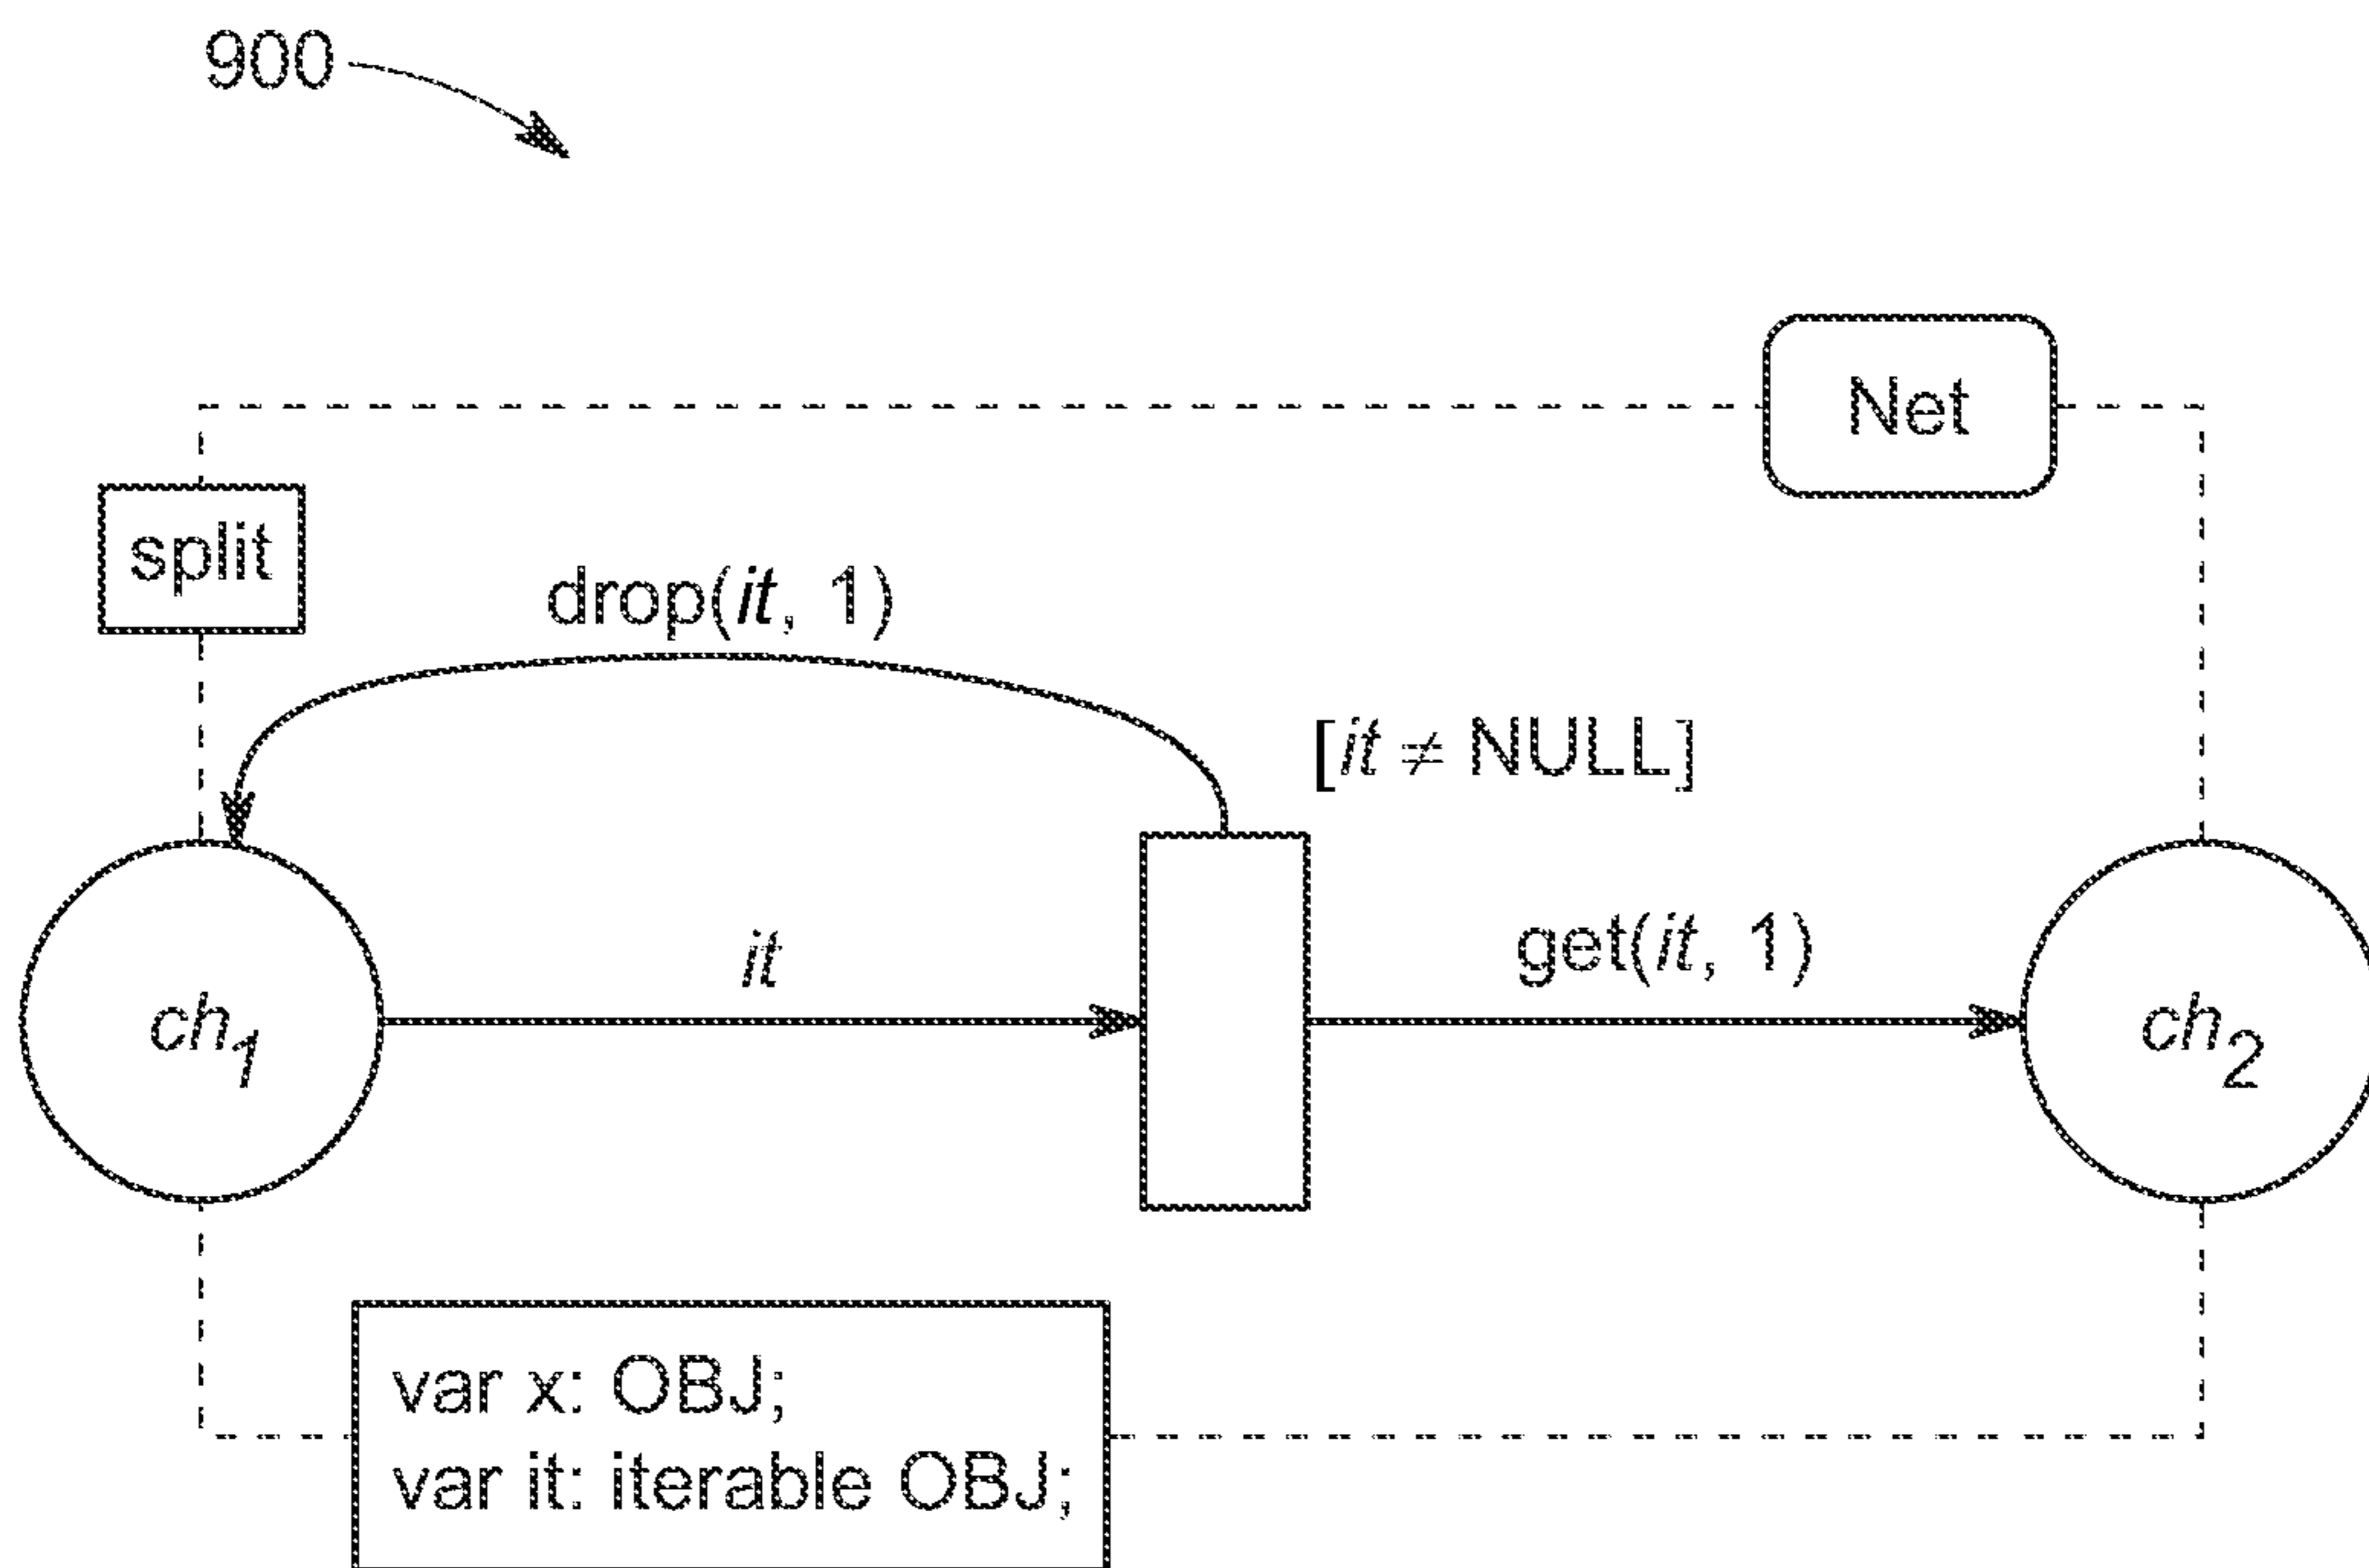 900
Net
split
drop(it, 1)
[it ≠ NULL]
it
get(it, 1)
ch1
ch2
var x: OBJ;
var it: iterable OBJ;